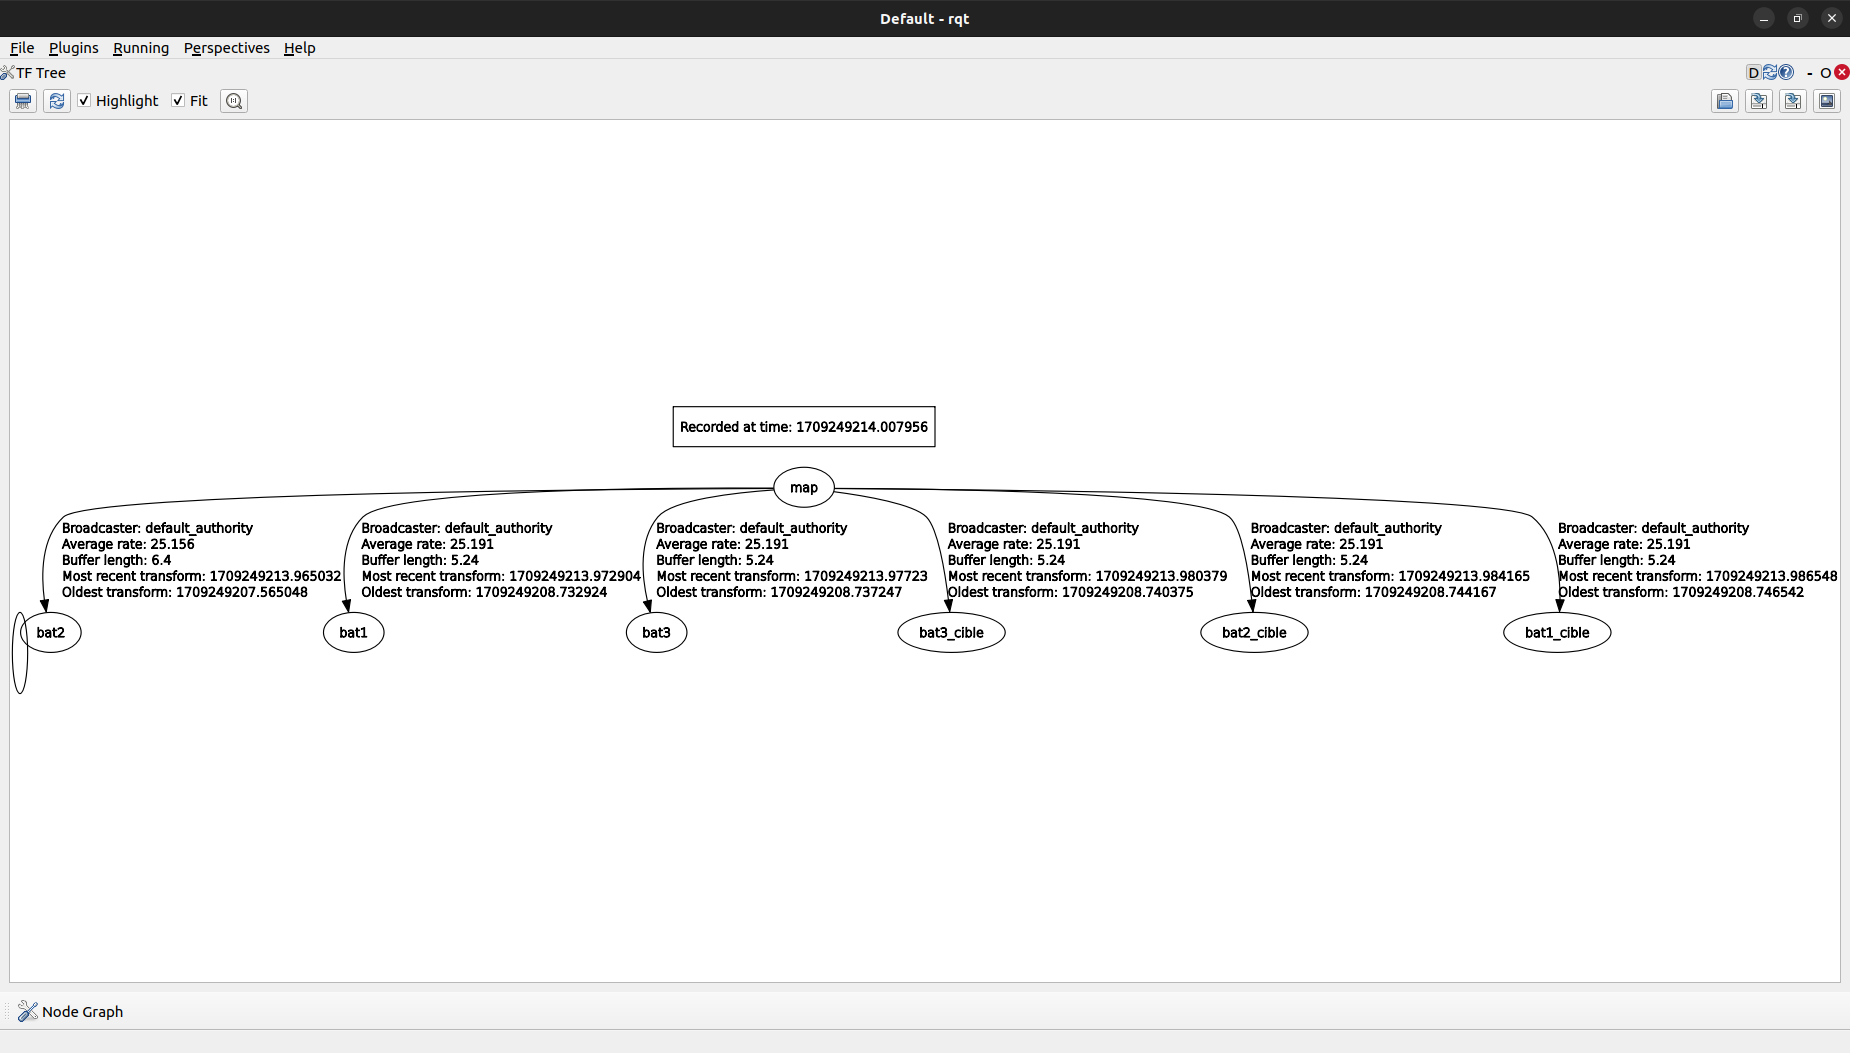 Default - rqt
File Plugins Running Perspectives Help
TF Tree
D
- O
Highlight Fit
Recorded at time: 1709249214.007956
map
Broadcaster: default_authority
Average rate: 25.156
Buffer length: 6.4
Most recent transform: 1709249213.965032
Oldest transform: 1709249207.565048
Broadcaster: default_authority
Average rate: 25.191
Buffer length: 5.24
Most recent transform: 1709249213.972904
Oldest transform: 1709249208.732924
Broadcaster: default_authority
Average rate: 25.191
Buffer length: 5.24
Most recent transform: 1709249213.97723
Oldest transform: 1709249208.737247
Broadcaster: default_authority
Average rate: 25.191
Buffer length: 5.24
Most recent transform: 1709249213.980379
Oldest transform: 1709249208.740375
Broadcaster: default_authority
Average rate: 25.191
Buffer length: 5.24
Most recent transform: 1709249213.984165
Oldest transform: 1709249208.744167
Broadcaster: default_authority
Average rate: 25.191
Buffer length: 5.24
Most recent transform: 1709249213.986548
Oldest transform: 1709249208.746542
bat2
bat1
bat3
bat3_cible
bat2_cible
bat1_cible
Node Graph